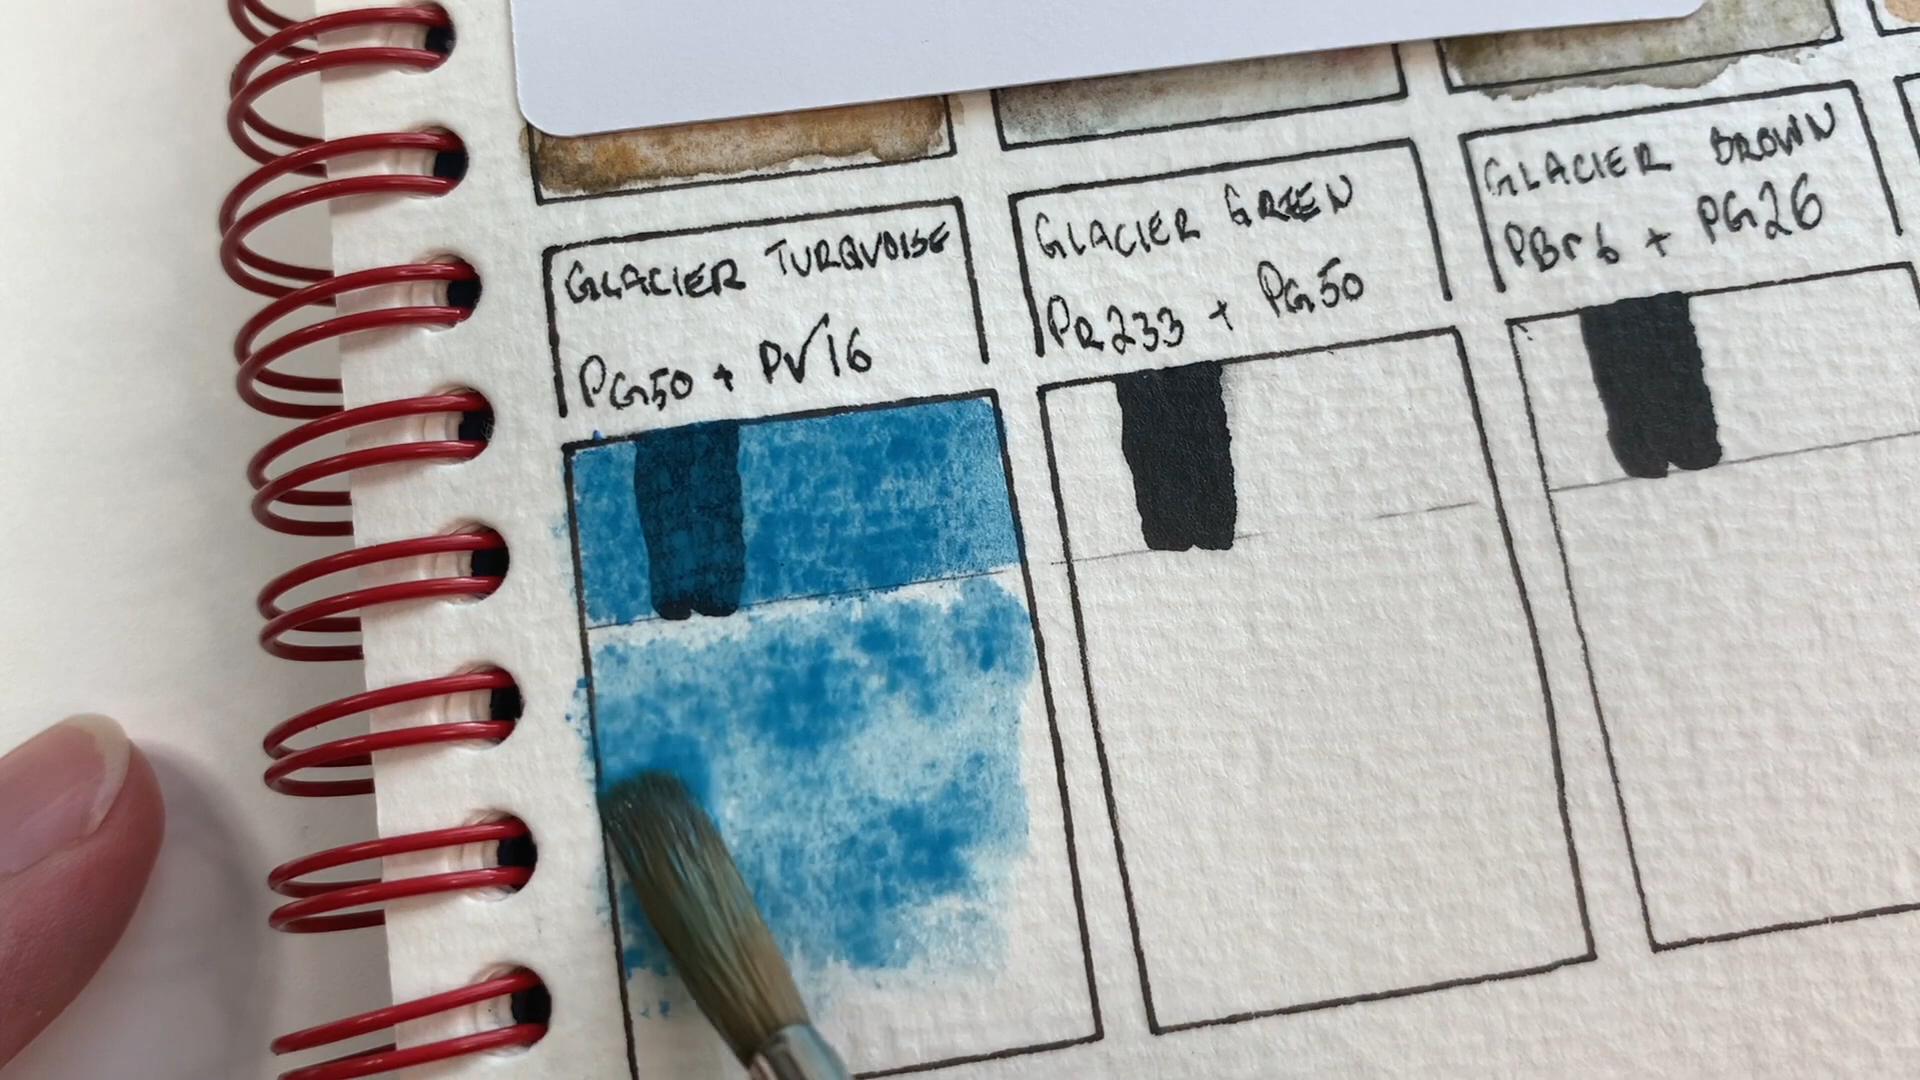 GLACIER TURQUOISE
PG50 + PV16
GLACIER GREEN
PR233 + PG50
GLACIER BROWN
PBr6 + PG26